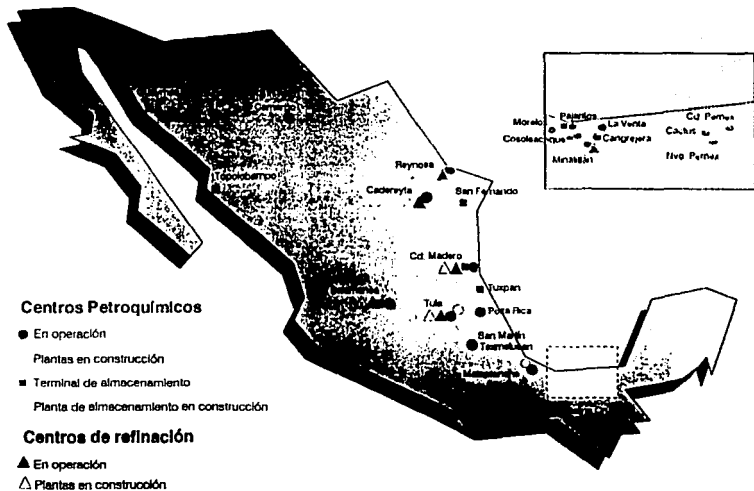 Morelos
Pajaritos
La Venta
Cd. Pemex
Cosoleacaque
Cangrejera
Cactus
Minatitlán
Nvo. Pemex
Reynosa
Topolobampo
Cadereyta
San Fernando
Cd. Madero
Tuxpan
Tula
Poza Rica
San Martín
Texmelucan
Centros Petroquímicos
En operación
Plantas en construcción
Terminal de almacenamiento
Planta de almacenamiento en construcción
Centros de refinación
En operación
Plantas en construcción